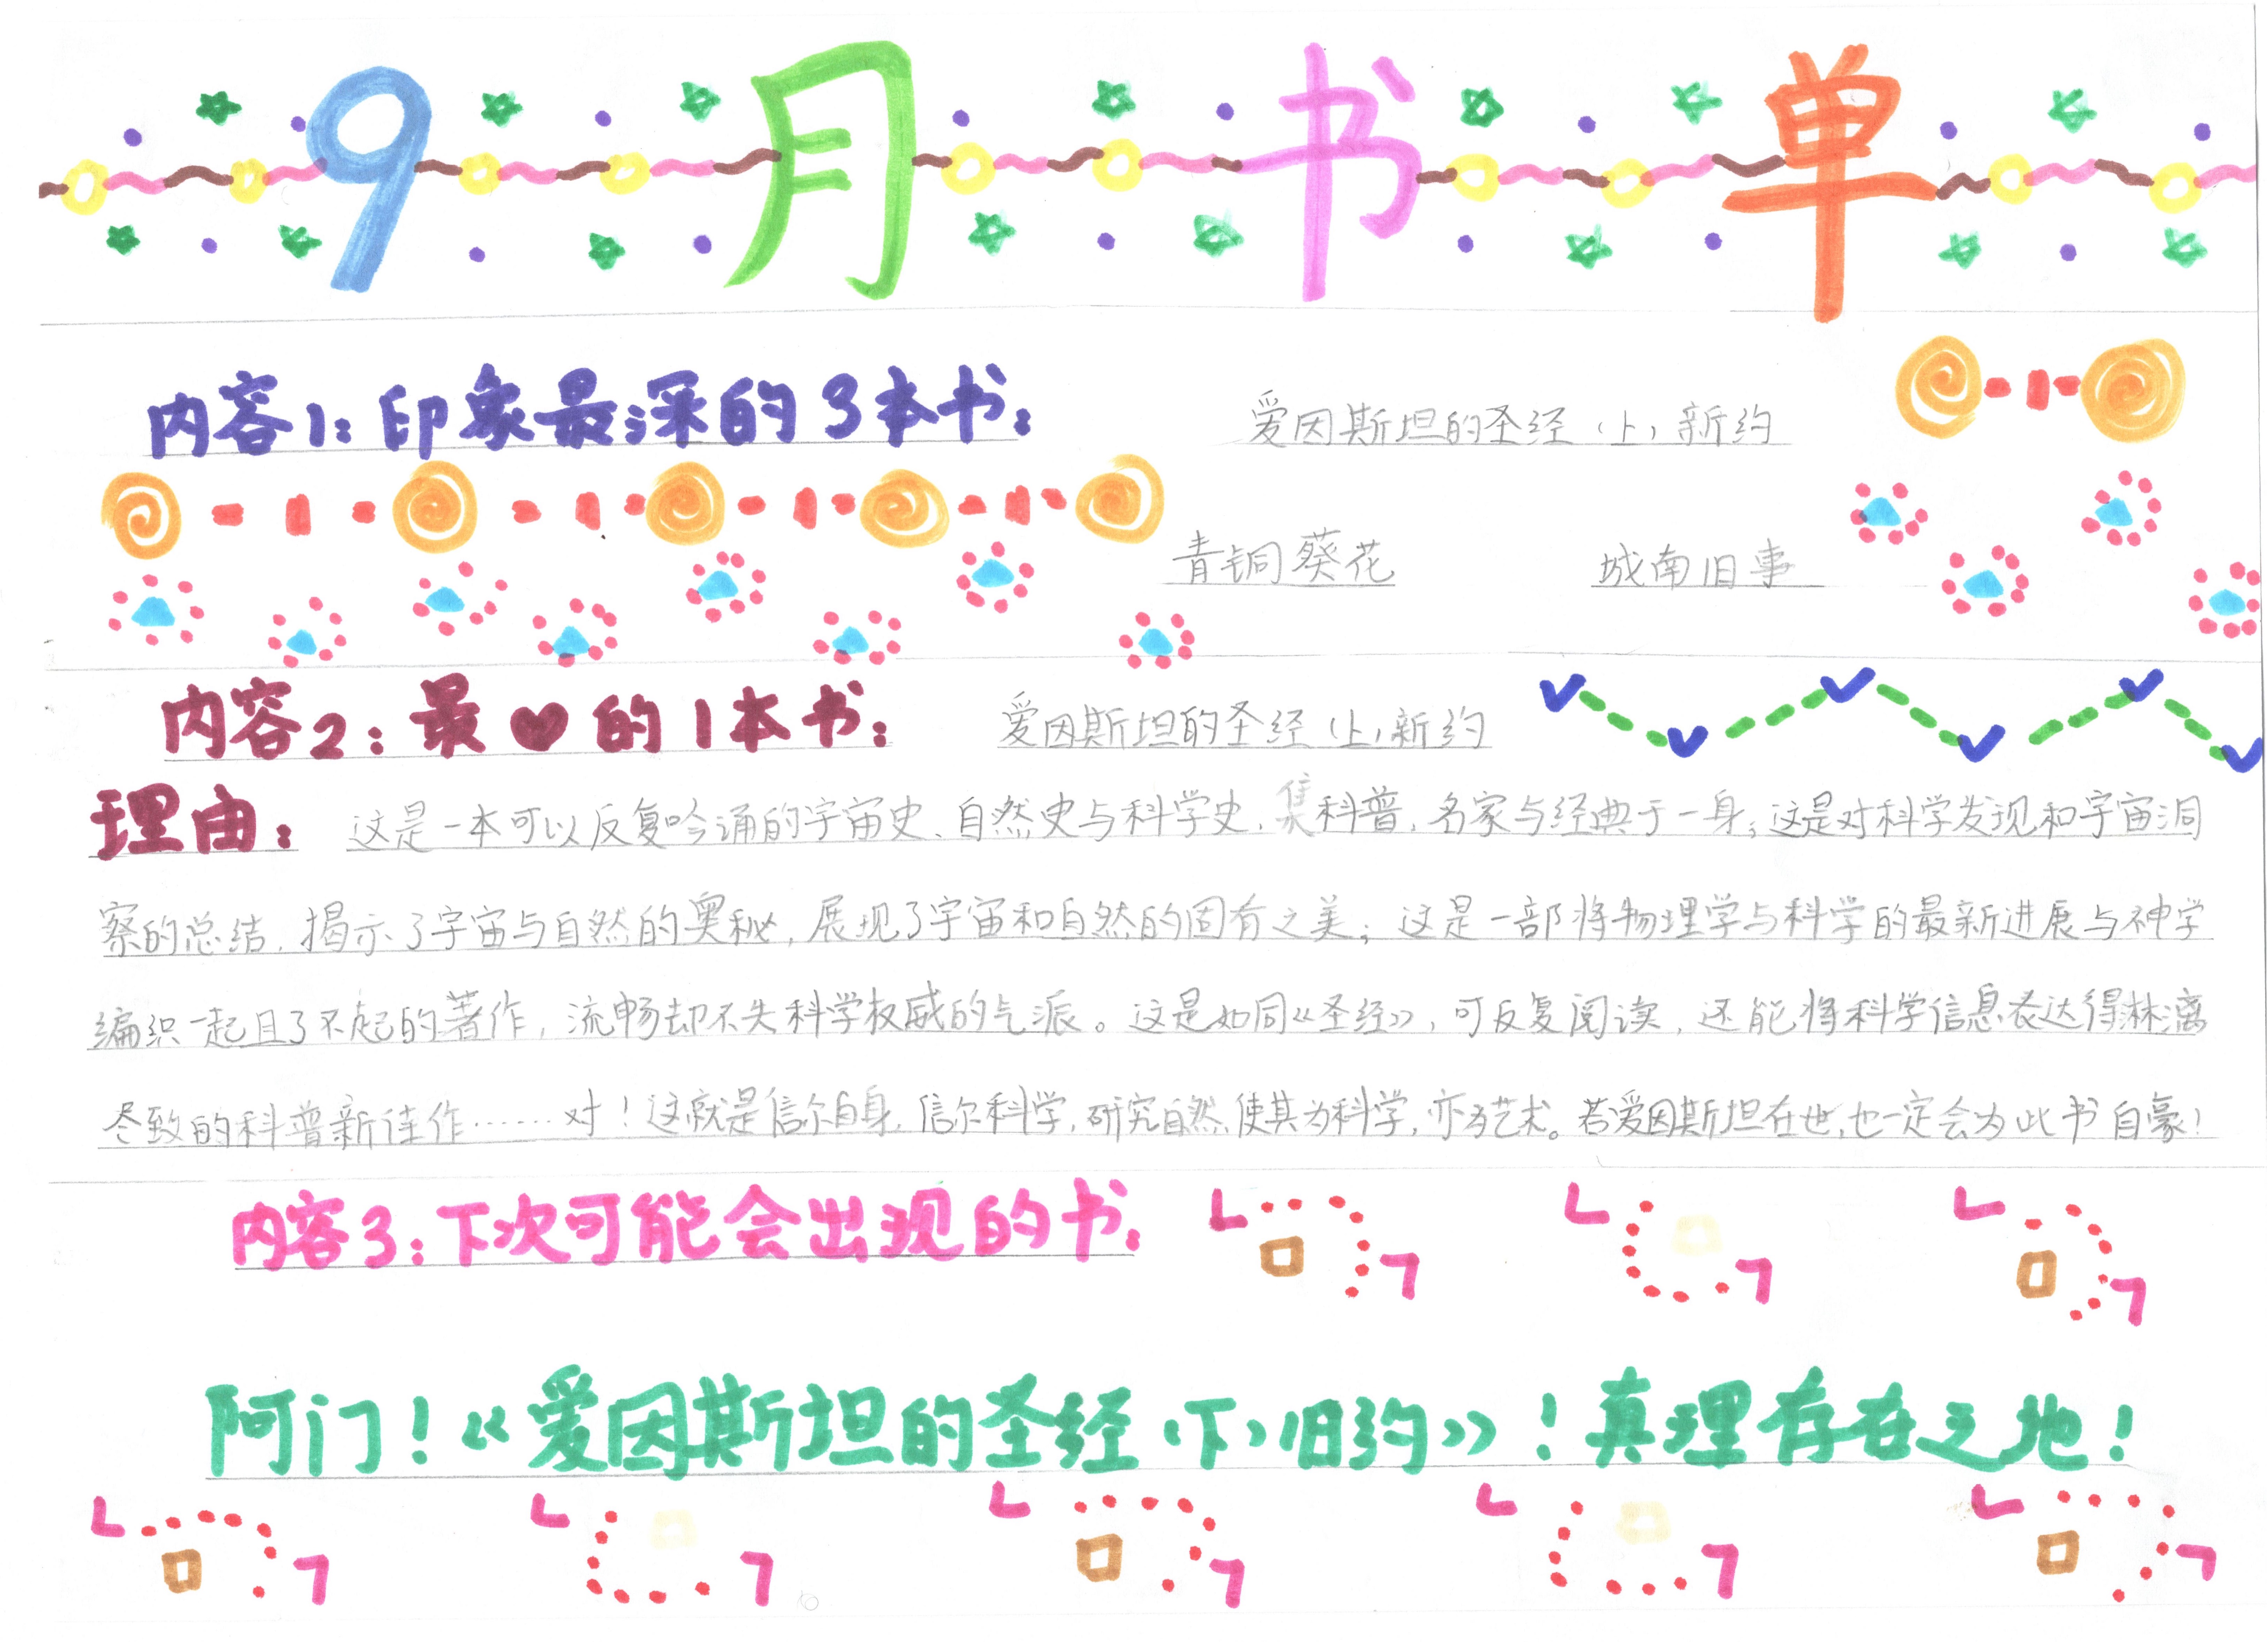 9月书单
内容1:印象最深的3本书:
爱因斯坦的圣经(上)新约
青铜葵花 城南旧事
内容2:最♥的1本书: 爱因斯坦的圣经(上)新约
理由: 这是一本可以反复吟诵的宇宙史、自然史与科学史,集科普,名家与经典于一身;这是对科学发现和宇宙洞
察的总结,揭示了宇宙与自然的奥秘,展现了宇宙和自然的固有之美;这是一部将物理学与科学的最新进展与神学
编织一起且了不起的著作,流畅却不失科学权威的气派。这是如同《圣经》,可反复阅读,还能将科学信息表达得淋漓
尽致的科普新佳作……对!这就是信尔自身,信尔科学,研究自然,使其为科学,亦为艺术。若爱因斯坦在世,也一定会为此书自豪!
内容3:下次可能会出现的书:
阿门!《爱因斯坦的圣经(下)旧约》!真理存在之地!